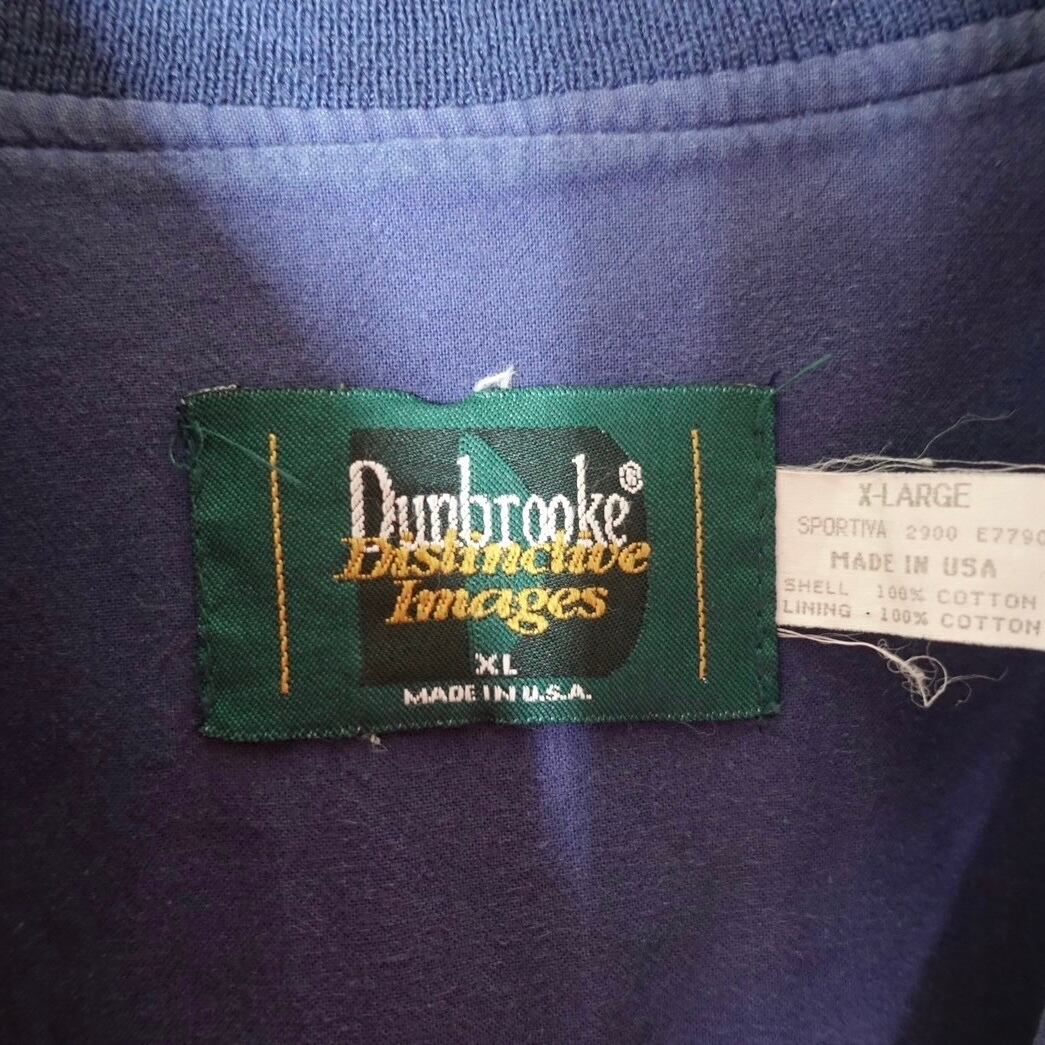 Dunbrooke®
Distinctive
Images
XL
MADE IN U.S.A.
X-LARGE
SPORTIVA 2900 E7790
MADE IN USA
SHELL 100% COTTON
LINING - 100% COTTON